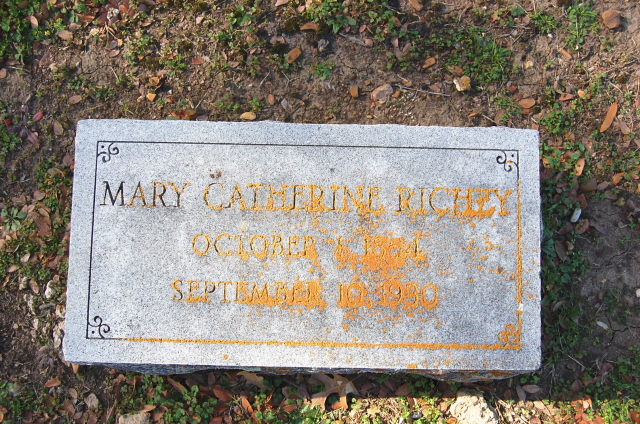 MARY CATHERINE RICHEY
OCTOBER
SEPTEMBER 10, 1980